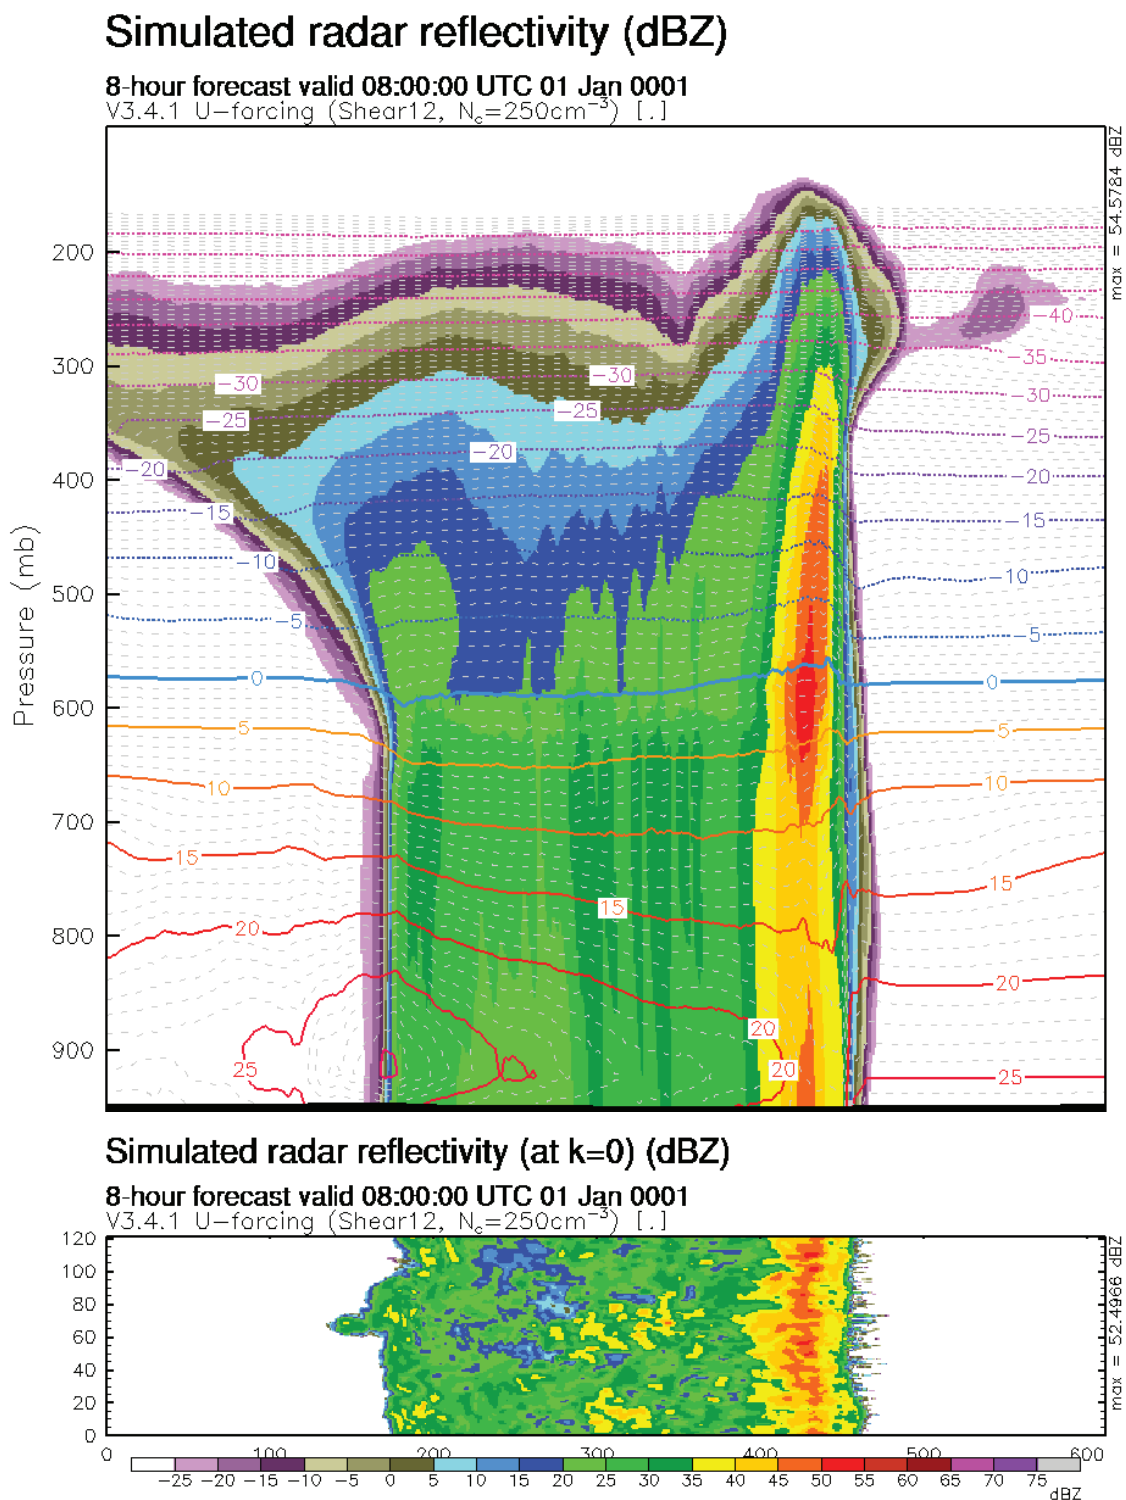 Simulated radar reflectivity (dBZ)
8-hour forecast valid 08:00:00 UTC 01 Jan 0001
V3.4.1 U-forcing (Shear12, Nc=250cm−3) [.]
max = 54.5784 dBZ
Pressure (mb)
200
300
400
500
600
700
800
900
−40
−35
−30 −30 −30
−25 −25 −25
−20 −20 −20
−15 −15
−10 −10
−5 −5
0 0
5 5
10 10
15 15 15
20 20 20 20
25 25
Simulated radar reflectivity (at k=0) (dBZ)
8-hour forecast valid 08:00:00 UTC 01 Jan 0001
V3.4.1 U-forcing (Shear12, Nc=250cm−3) [.]
max = 52.4966 dBZ
120
100
80
60
40
20
0
0 100 200 300 400 500 600
−25 −20 −15 −10 −5 0 5 10 15 20 25 30 35 40 45 50 55 60 65 70 75
dBZ